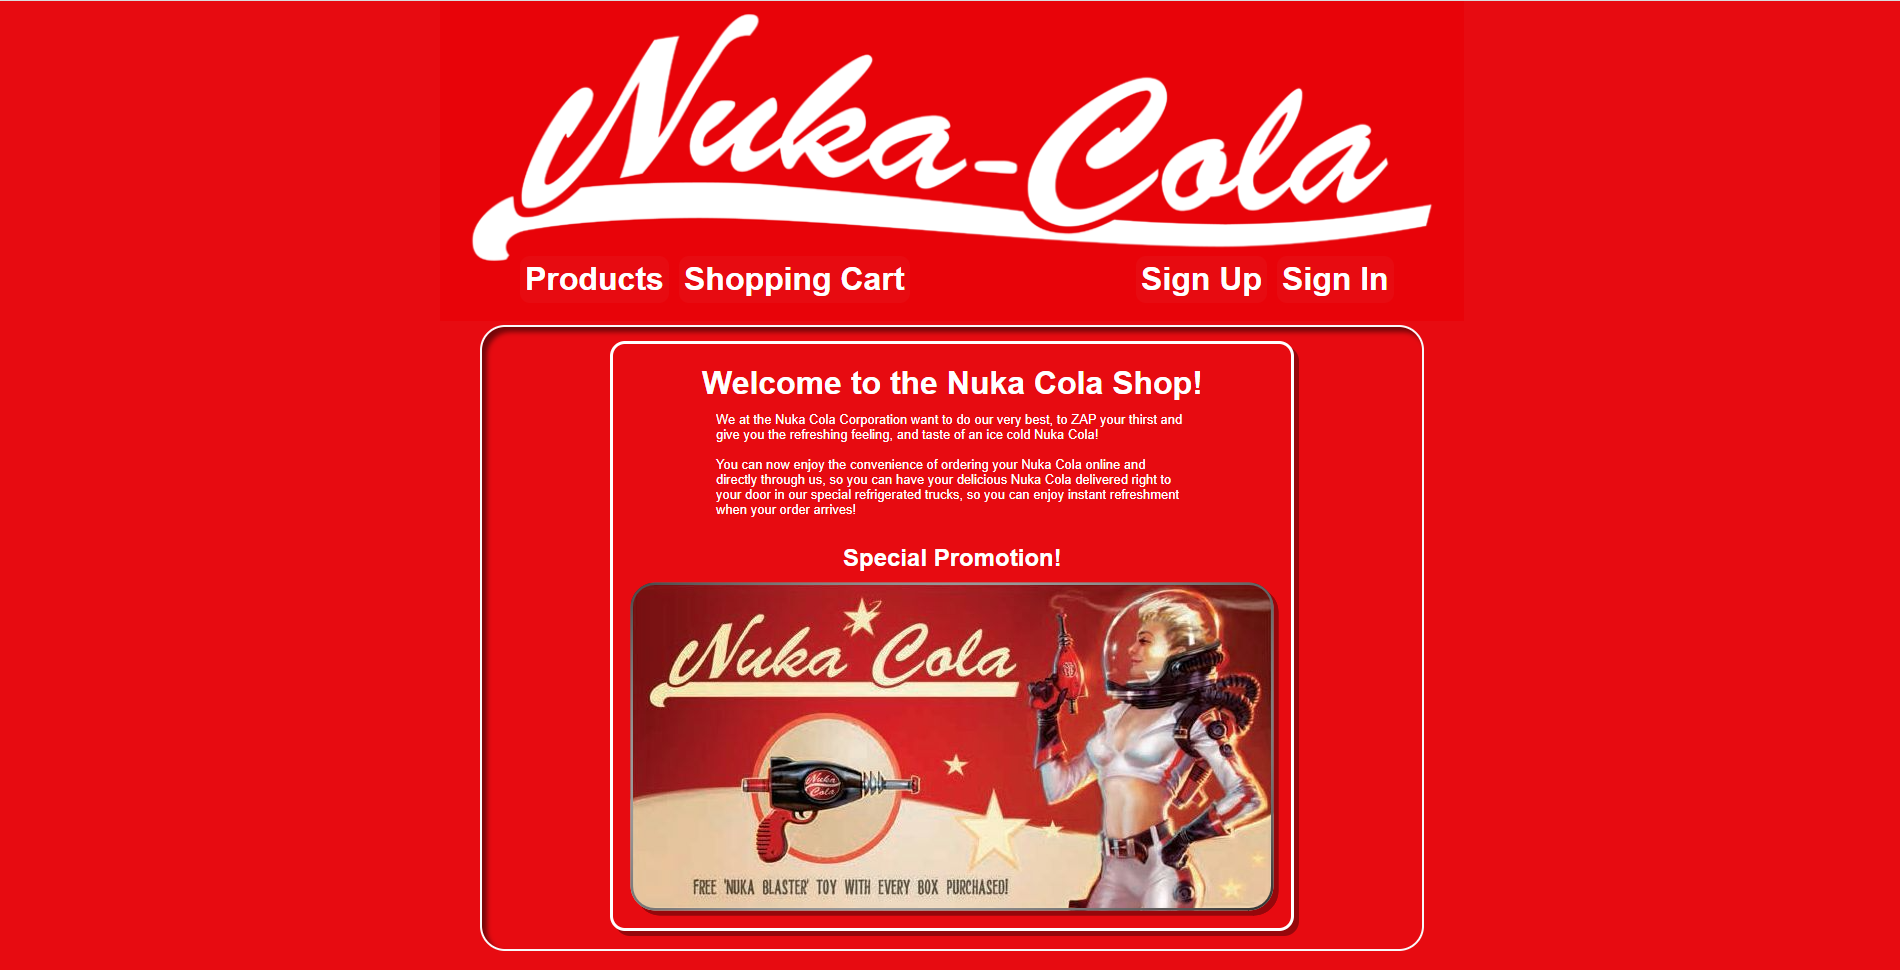 Nuka-Cola
Products Shopping Cart Sign Up Sign In
Welcome to the Nuka Cola Shop!
We at the Nuka Cola Corporation want to do our very best, to ZAP your thirst and
give you the refreshing feeling, and taste of an ice cold Nuka Cola!
You can now enjoy the convenience of ordering your Nuka Cola online and
directly through us, so you can have your delicious Nuka Cola delivered right to
your door in our special refrigerated trucks, so you can enjoy instant refreshment
when your order arrives!
Special Promotion!
Nuka Cola
Nuka
Cola
FREE 'NUKA BLASTER' TOY WITH EVERY BOX PURCHASED!